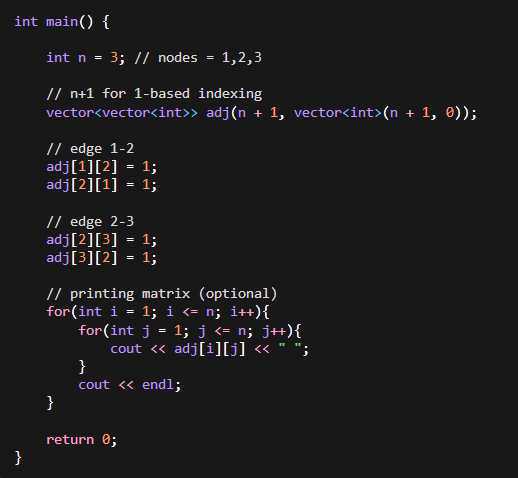 int main() {
int n = 3; // nodes = 1,2,3
// n+1 for 1-based indexing
vector<vector<int>> adj(n + 1, vector<int>(n + 1, 0));
// edge 1-2
adj[1][2] = 1;
adj[2][1] = 1;
// edge 2-3
adj[2][3] = 1;
adj[3][2] = 1;
// printing matrix (optional)
for(int i = 1; i <= n; i++){
for(int j = 1; j <= n; j++){
cout << adj[i][j] << " ";
}
cout << endl;
}
return 0;
}